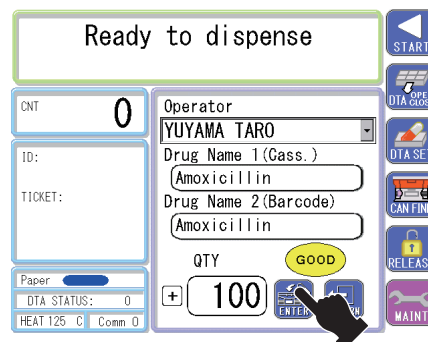 Ready to dispense
START
CNT 0
Operator
YUYAMA TARO
Drug Name 1(Cass.)
Amoxicillin
Drug Name 2(Barcode)
Amoxicillin
ID:
TICKET:
QTY GOOD
+ 100
ENTER
Paper
DTA STATUS: 0
HEAT 125 C Comm 0
DTA
DTA SE
CAN FIN
RELEAS
MAINT